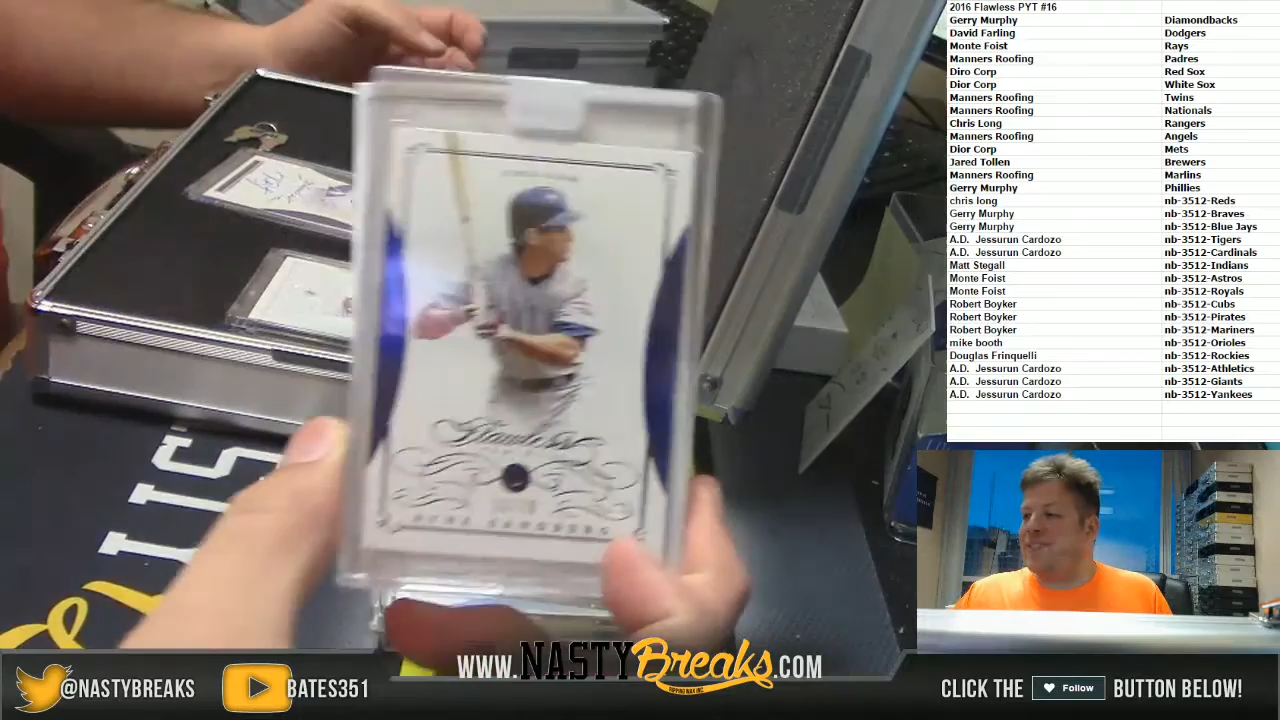 2016 Flawless PYT #16
Gerry Murphy Diamondbacks
David Farling Dodgers
Monte Foist Rays
Manners Roofing Padres
Diro Corp Red Sox
Dior Corp White Sox
Manners Roofing Twins
Manners Roofing Nationals
Chris Long Rangers
Manners Roofing Angels
Dior Corp Mets
Jared Tollen Brewers
Manners Roofing Marlins
Gerry Murphy Phillies
chris long nb-3512-Reds
Gerry Murphy nb-3512-Braves
Gerry Murphy nb-3512-Blue Jays
A.D. Jessurun Cardozo nb-3512-Tigers
A.D. Jessurun Cardozo nb-3512-Cardinals
Matt Stegall nb-3512-Indians
Monte Foist nb-3512-Astros
Monte Foist nb-3512-Royals
Robert Boyker nb-3512-Cubs
Robert Boyker nb-3512-Pirates
Robert Boyker nb-3512-Mariners
mike booth nb-3512-Orioles
Douglas Frinquelli nb-3512-Rockies
A.D. Jessurun Cardozo nb-3512-Athletics
A.D. Jessurun Cardozo nb-3512-Giants
A.D. Jessurun Cardozo nb-3512-Yankees
Flawless
RYNE SANDBERG
@NASTYBREAKS
BATES351
WWW.NASTYBreaks.COM
RIPPING WAX INC.
CLICK THE Follow BUTTON BELOW!